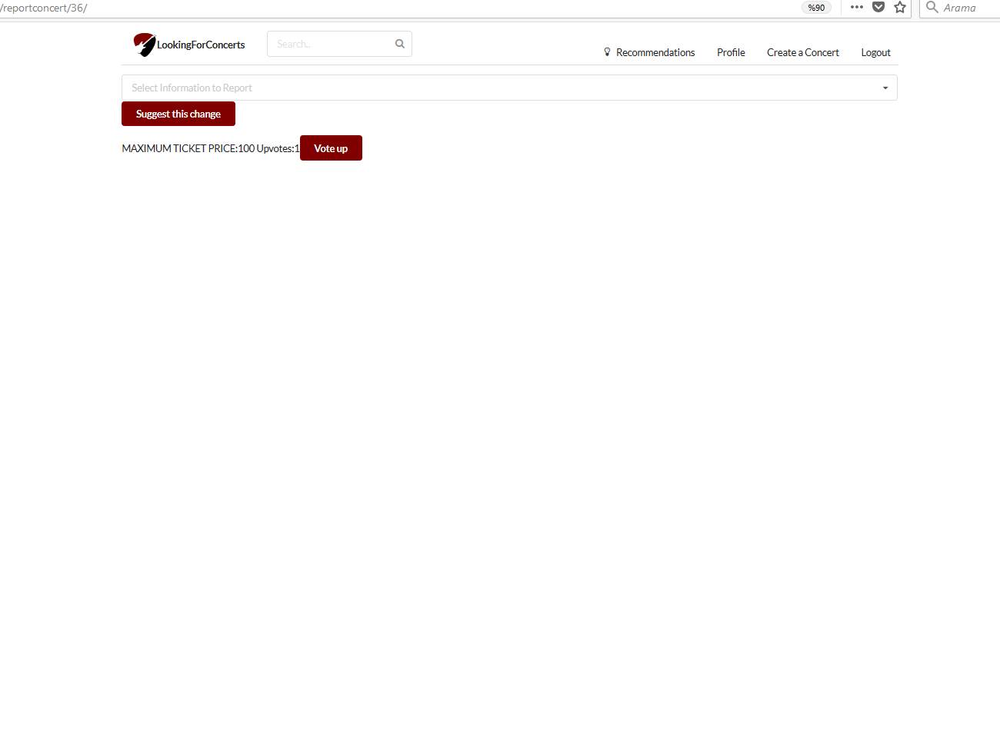 /reportconcert/36/ %90 Arama
LookingForConcerts Search.. Recommendations Profile Create a Concert Logout
Select Information to Report
Suggest this change
MAXIMUM TICKET PRICE:100 Upvotes:1 Vote up